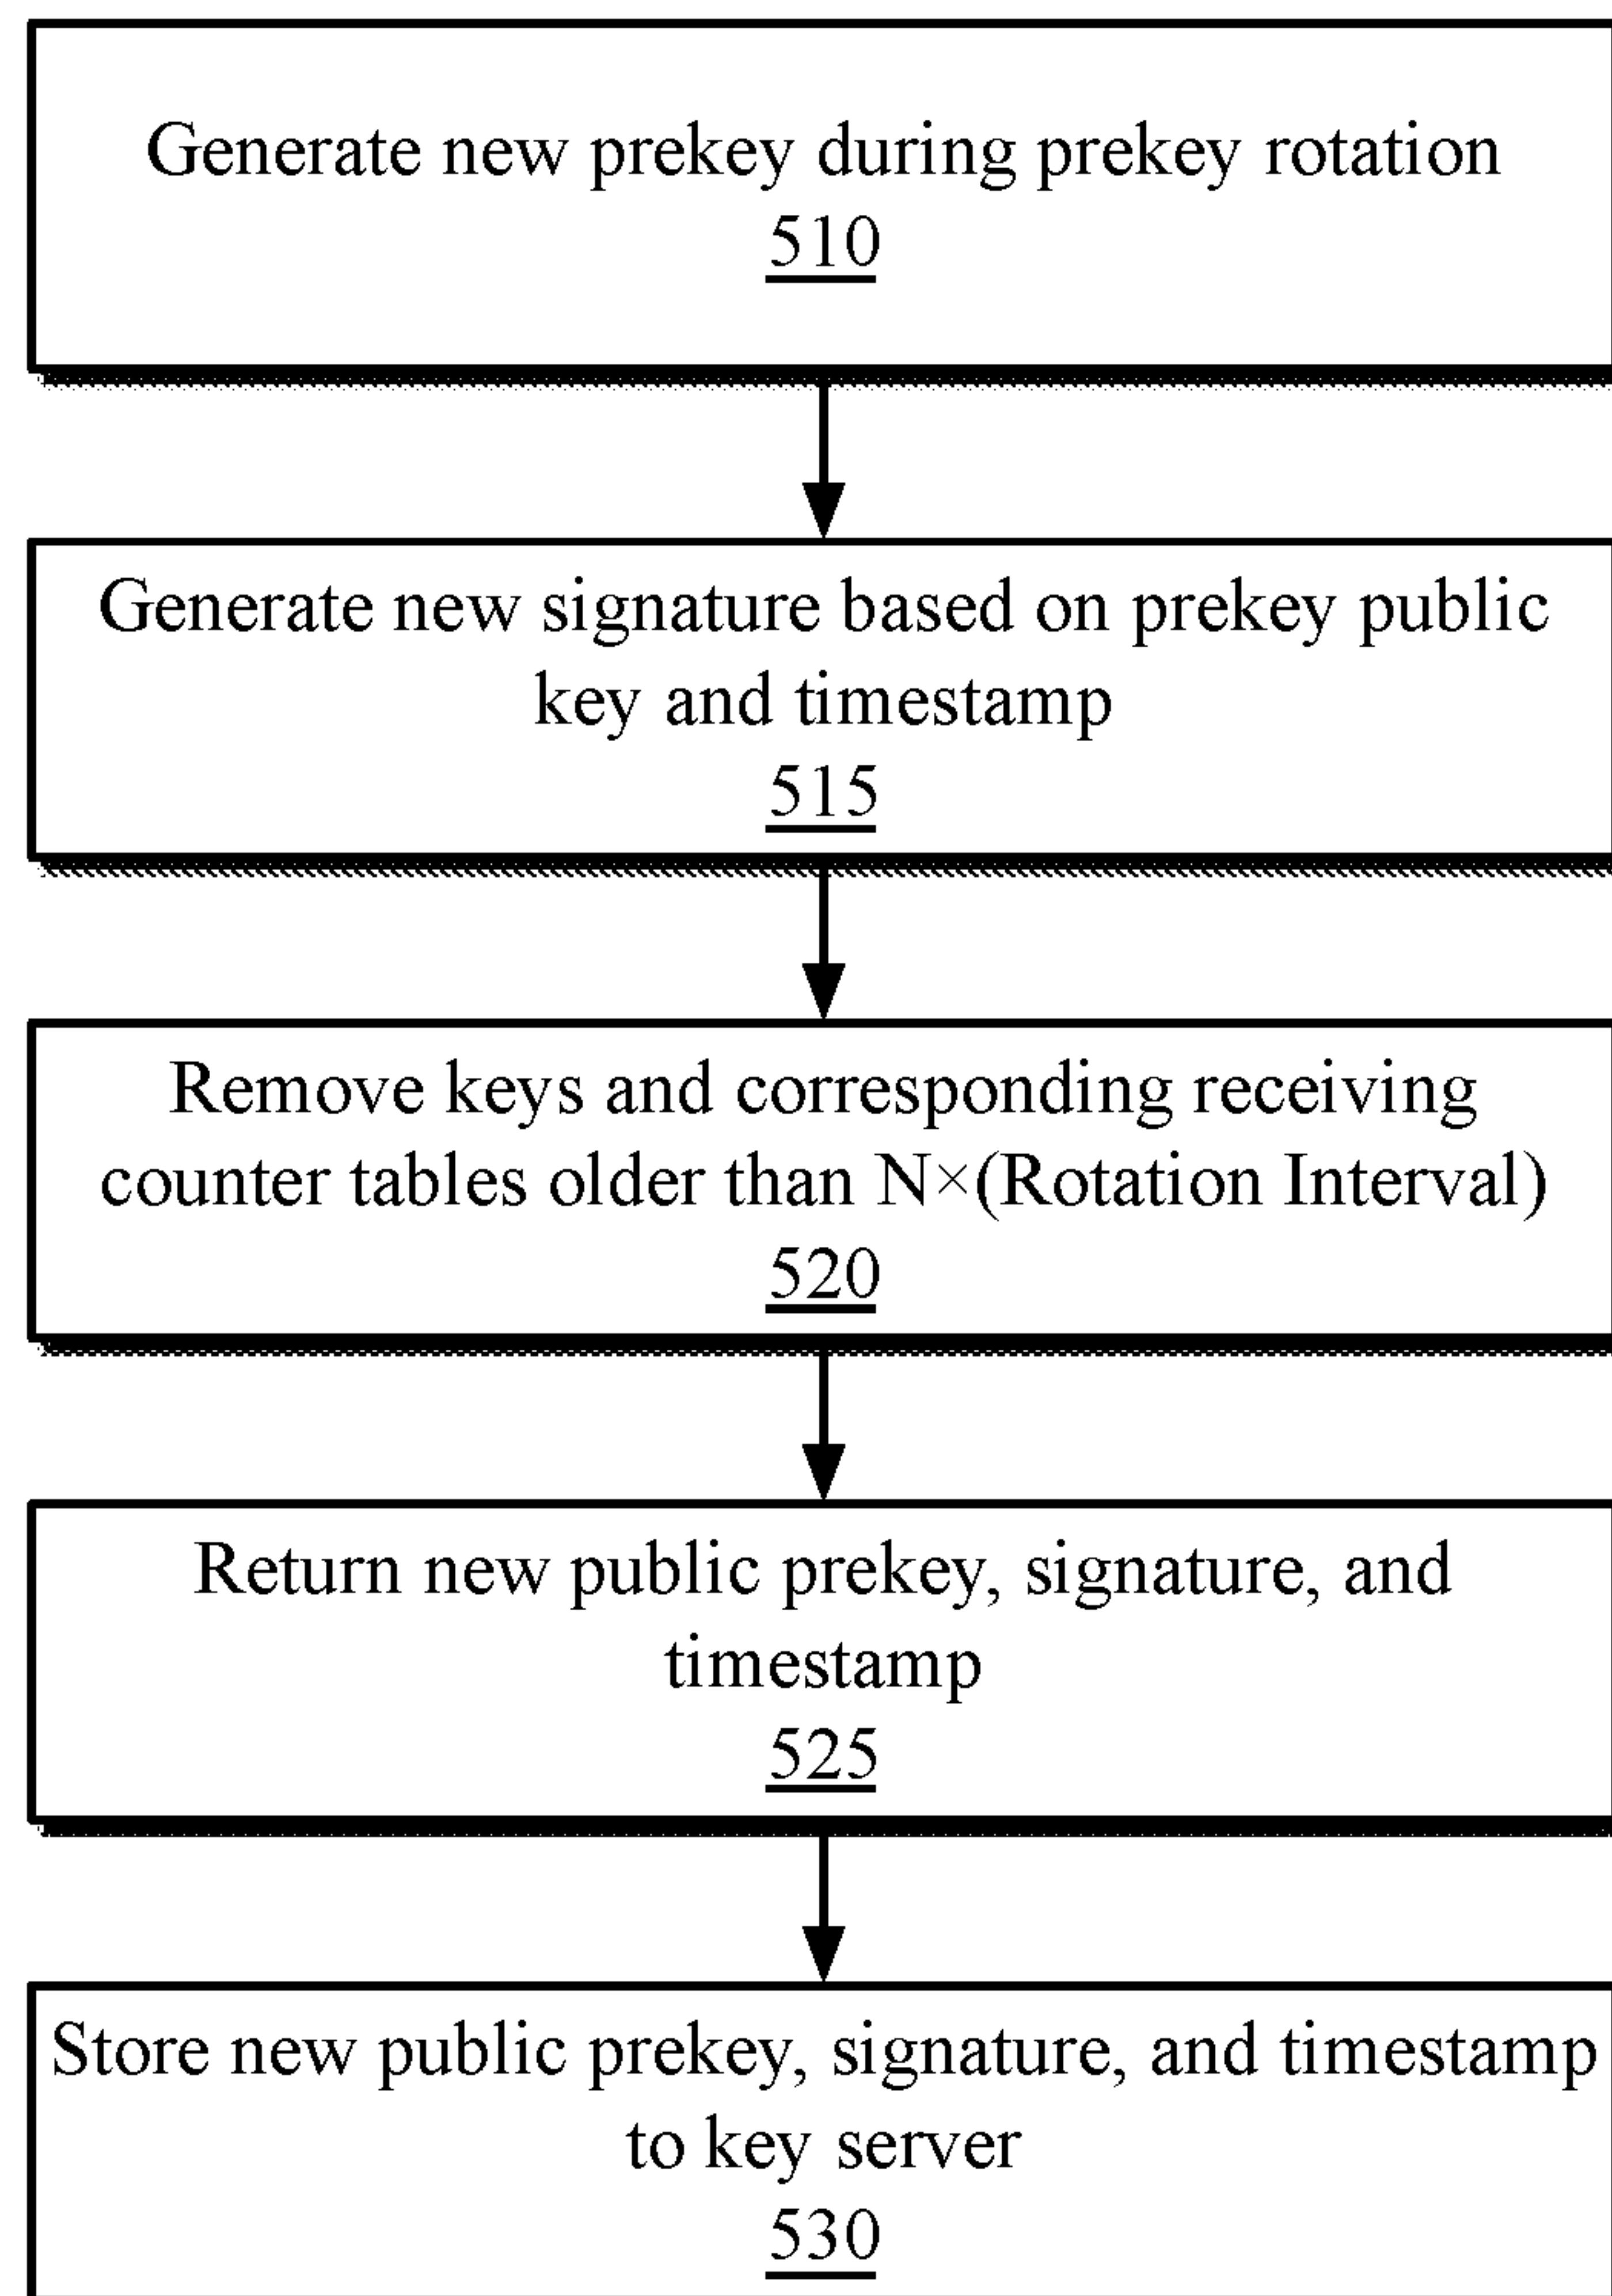 Generate new prekey during prekey rotation
510
Generate new signature based on prekey public
key and timestamp
515
Remove keys and corresponding receiving
counter tables older than N×(Rotation Interval)
520
Return new public prekey, signature, and
timestamp
525
Store new public prekey, signature, and timestamp
to key server
530